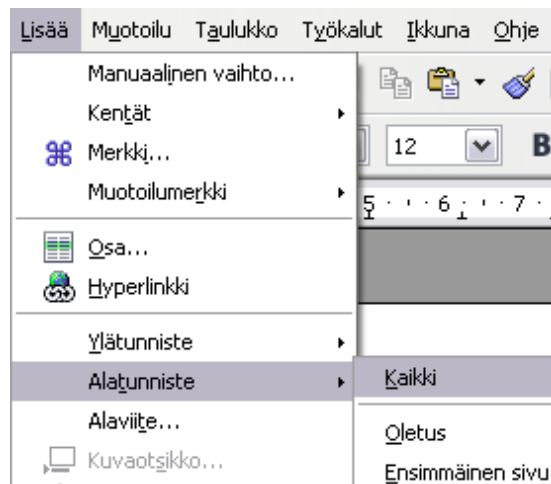 Lisää Muotoilu Taulukko Työkalut Ikkuna Ohje
Manuaalinen vaihto...
Kentät
Merkki...
Muotoilumerkki
Osa...
Hyperlinkki
Ylätunniste
Alatunniste
Alaviite...
Kuvaotsikko...
12 B
5 6 7
Kaikki
Oletus
Ensimmäinen sivu